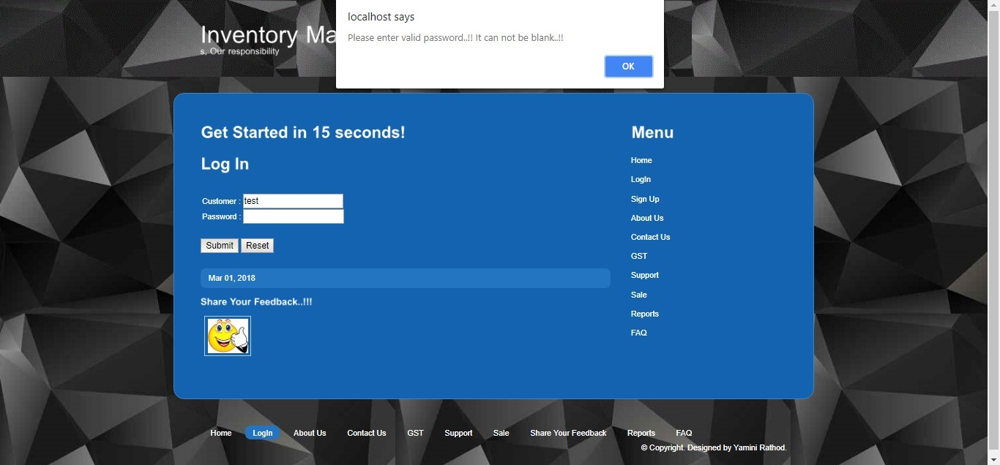 localhost says
Please enter valid password..!! It can not be blank..!!
OK
Inventory Ma
s, Our responsibility
Get Started in 15 seconds!
Log In
Customer : test
Password :
Submit Reset
Mar 01, 2018
Share Your Feedback..!!!
Menu
Home
LogIn
Sign Up
About Us
Contact Us
GST
Support
Sale
Reports
FAQ
Home LogIn About Us Contact Us GST Support Sale Share Your Feedback Reports FAQ
© Copyright. Designed by Yamini Rathod.